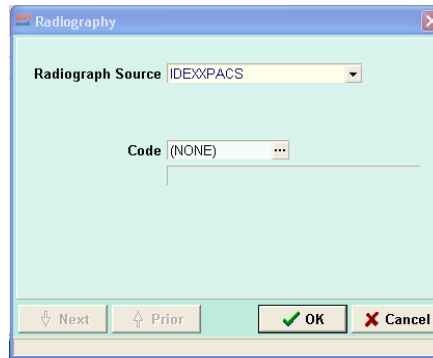 Radiography
Radiograph Source IDEXXPACS
Code (NONE) ...
Next Prior OK Cancel